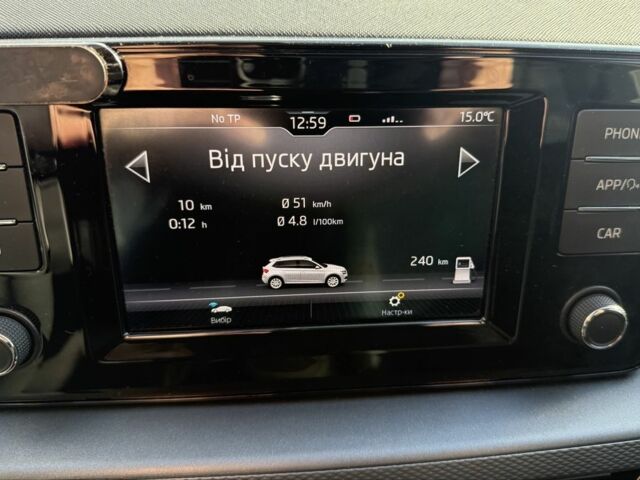 No TP 12:59 15.0°C
Від пуску двигуна
10 km Ø 51 km/h
0:12 h Ø 4.8 l/100km
240 km
Вибір Настр-ки
PHON
APP/
CAR